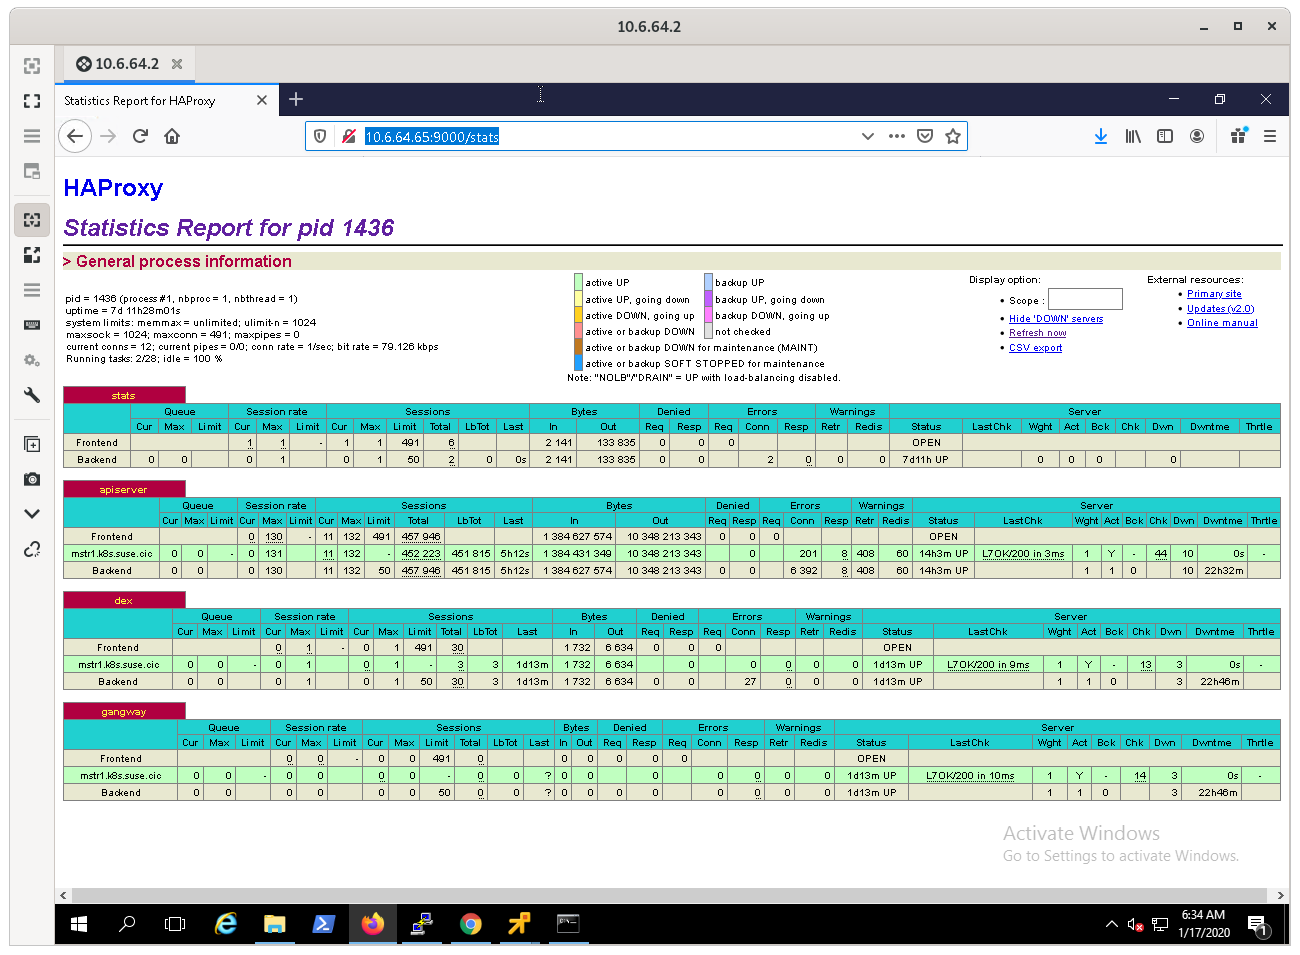 10.6.64.2
10.6.64.2
Statistics Report for HAProxy
10.6.64.65:9000/stats
HAProxy
Statistics Report for pid 1436
> General process information
pid = 1436 (process #1, nbproc = 1, nbthread = 1)
uptime = 7d 11h28m01s
system limits: memmax = unlimited; ulimit-n = 1024
maxsock = 1024; maxconn = 491; maxpipes = 0
current conns = 12; current pipes = 0/0; conn rate = 1/sec; bit rate = 79.126 kbps
Running tasks: 2/28; idle = 100 %
active UP backup UP
active UP, going down backup UP, going down
active DOWN, going up backup DOWN, going up
active or backup DOWN not checked
active or backup DOWN for maintenance (MAINT)
active or backup SOFT STOPPED for maintenance
Note: "NOLB"/"DRAIN" = UP with load-balancing disabled.
Display option:
Scope :
Hide 'DOWN' servers
Refresh now
CSV export
External resources:
Primary site
Updates (v2.0)
Online manual
stats
Queue Session rate Sessions Bytes Denied Errors Warnings Server
Cur Max Limit Cur Max Limit Cur Max Limit Total LbTot Last In Out Req Resp Req Conn Resp Retr Redis Status LastChk Wght Act Bck Chk Dwn Dwntme Thrtle
Frontend 1 1 - 1 1 491 6 2 141 133 835 0 0 0 OPEN
Backend 0 0 0 1 0 1 50 2 0 0s 2 141 133 835 0 0 2 0 0 0 7d11h UP 0 0 0 0
apiserver
Queue Session rate Sessions Bytes Denied Errors Warnings Server
Cur Max Limit Cur Max Limit Cur Max Limit Total LbTot Last In Out Req Resp Req Conn Resp Retr Redis Status LastChk Wght Act Bck Chk Dwn Dwntme Thrtle
Frontend 0 130 - 11 132 491 457 946 1 384 627 574 10 348 213 343 0 0 0 OPEN
mstr1.k8s.suse.cic 0 0 - 0 131 11 132 - 452 223 451 815 5h12s 1 384 431 349 10 348 213 343 0 201 8 408 60 14h3m UP L7OK/200 in 3ms 1 Y - 44 10 0s -
Backend 0 0 0 130 11 132 50 457 946 451 815 5h12s 1 384 627 574 10 348 213 343 0 0 6 392 8 408 60 14h3m UP 1 1 0 10 22h32m
dex
Queue Session rate Sessions Bytes Denied Errors Warnings Server
Cur Max Limit Cur Max Limit Cur Max Limit Total LbTot Last In Out Req Resp Req Conn Resp Retr Redis Status LastChk Wght Act Bck Chk Dwn Dwntme Thrtle
Frontend 0 1 - 0 1 491 30 1 732 6 634 0 0 0 OPEN
mstr1.k8s.suse.cic 0 0 - 0 1 0 1 - 3 3 1d13m 1 732 6 634 0 0 0 0 0 1d13m UP L7OK/200 in 9ms 1 Y - 13 3 0s -
Backend 0 0 0 1 0 1 50 30 3 1d13m 1 732 6 634 0 0 27 0 0 0 1d13m UP 1 1 0 3 22h46m
gangway
Queue Session rate Sessions Bytes Denied Errors Warnings Server
Cur Max Limit Cur Max Limit Cur Max Limit Total LbTot Last In Out Req Resp Req Conn Resp Retr Redis Status LastChk Wght Act Bck Chk Dwn Dwntme Thrtle
Frontend 0 0 - 0 0 491 0 0 0 0 0 0 OPEN
mstr1.k8s.suse.cic 0 0 - 0 0 0 0 - 0 0 ? 0 0 0 0 0 0 0 1d13m UP L7OK/200 in 10ms 1 Y - 14 3 0s -
Backend 0 0 0 0 0 0 50 0 0 ? 0 0 0 0 0 0 0 0 1d13m UP 1 1 0 3 22h46m
Activate Windows
Go to Settings to activate Windows.
6:34 AM
1/17/2020
1